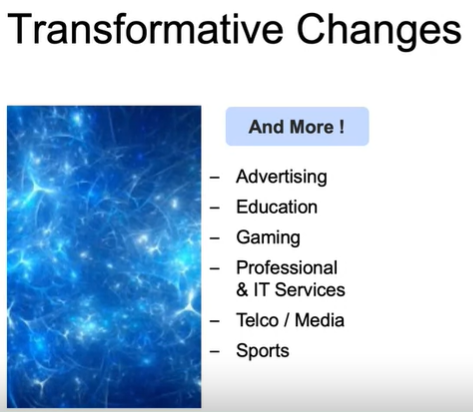 Transformative Changes
And More !
– Advertising
– Education
– Gaming
– Professional
& IT Services
– Telco / Media
– Sports